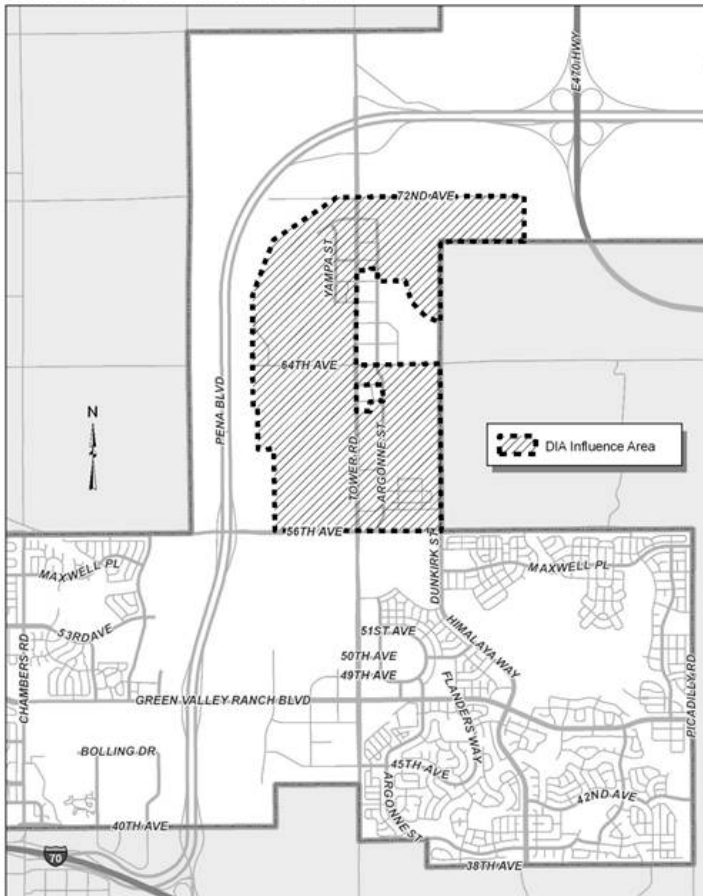 E470 HWY
72ND AVE
YAMPA ST
64TH AVE
PENA BLVD
N
TOWER RD
ARGONNE ST
DIA Influence Area
56TH AVE
DUNKIRK ST
MAXWELL PL
MAXWELL PL
53RD AVE
51ST AVE
HIMALAYA WAY
CHAMBERS RD
50TH AVE
49TH AVE
PICADILLY RD
GREEN VALLEY RANCH BLVD
FLANDERS WAY
BOLLING DR
45TH AVE
42ND AVE
ARGONNE ST
40TH AVE
70
38TH AVE